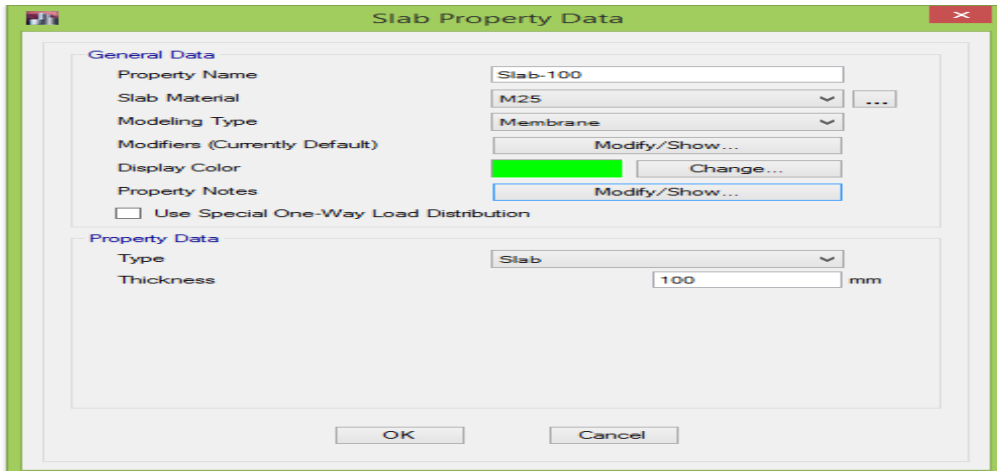 Slab Property Data
General Data
Property Name Slab-100
Slab Material M25 ...
Modeling Type Membrane
Modifiers (Currently Default) Modify/Show...
Display Color Change...
Property Notes Modify/Show...
Use Special One-Way Load Distribution
Property Data
Type Slab
Thickness 100 mm
OK Cancel